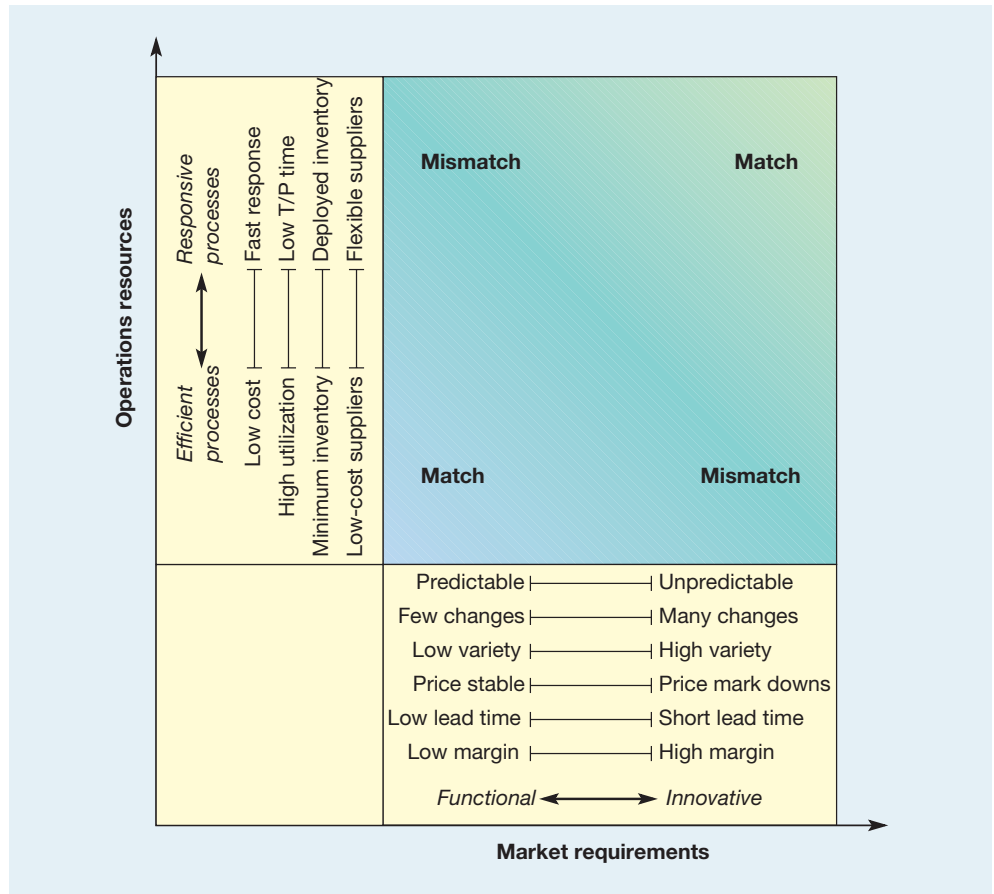 Operations resources
Responsive
processes
Efficient
processes
Fast response
Low cost
Low T/P time
High utilization
Deployed inventory
Minimum inventory
Flexible suppliers
Low-cost suppliers
Mismatch
Match
Match
Mismatch
Predictable
Unpredictable
Few changes
Many changes
Low variety
High variety
Price stable
Price mark downs
Low lead time
Short lead time
Low margin
High margin
Functional
Innovative
Market requirements